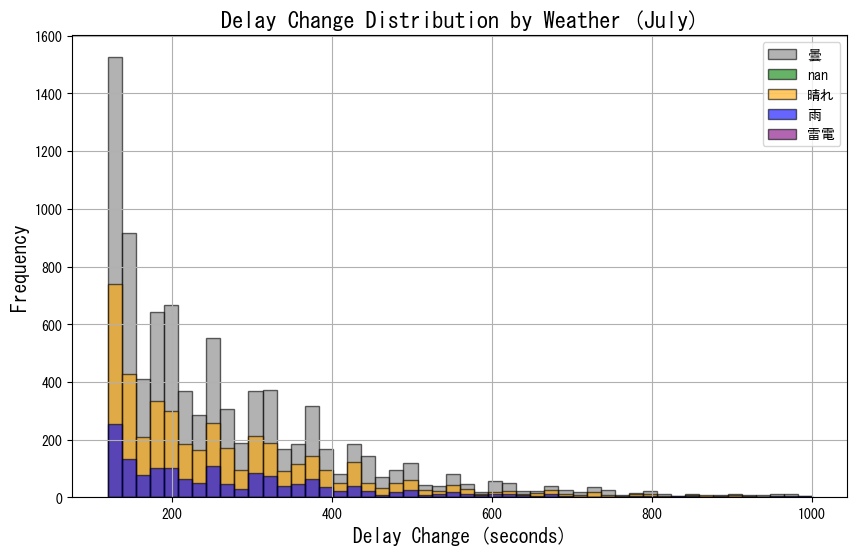 Delay Change Distribution by Weather (July)
1600
1400
1200
1000
800
600
400
200
0
Frequency
曇
nan
晴れ
雨
雷電
200
400
600
800
1000
Delay Change (seconds)